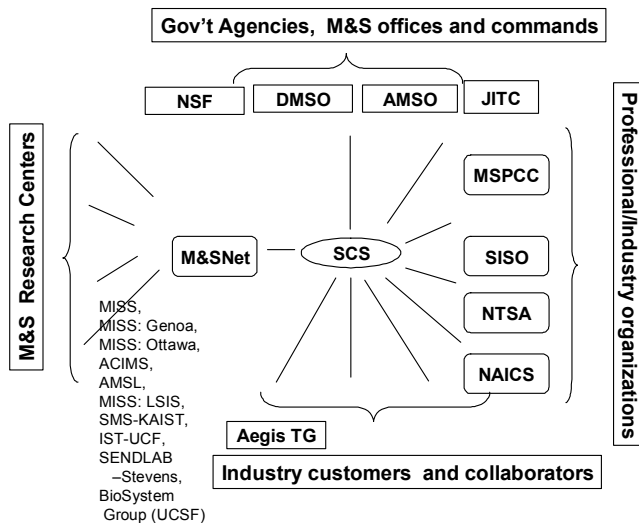 Gov't Agencies,  M&S offices and commands
NSF
DMSO
AMSO
JITC
M&S  Research Centers
Professional/Industry organizations
MSPCC
M&SNet
SCS
SISO
NTSA
NAICS
MISS,
MISS: Genoa,
MISS: Ottawa,
ACIMS,
AMSL,
MISS: LSIS,
SMS-KAIST,
IST-UCF,
SENDLAB
–Stevens,
BioSystem
Group (UCSF)
Aegis TG
Industry customers  and collaborators